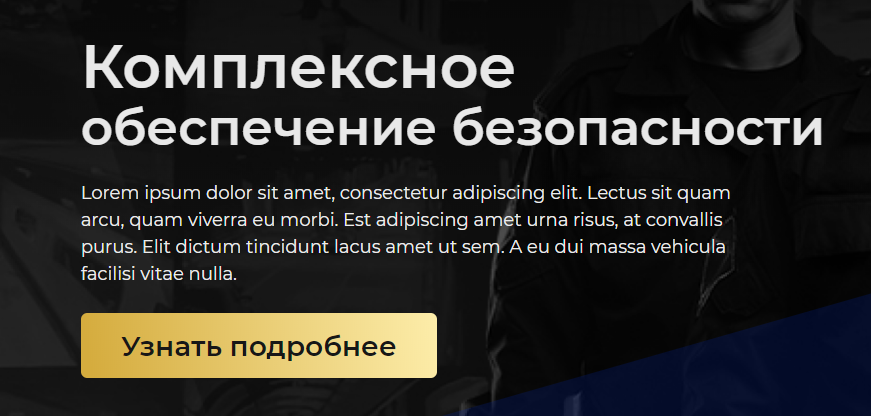 Комплексное
обеспечение безопасности
Lorem ipsum dolor sit amet, consectetur adipiscing elit. Lectus sit quam
arcu, quam viverra eu morbi. Est adipiscing amet urna risus, at convallis
purus. Elit dictum tincidunt lacus amet ut sem. A eu dui massa vehicula
facilisi vitae nulla.
Узнать подробнее